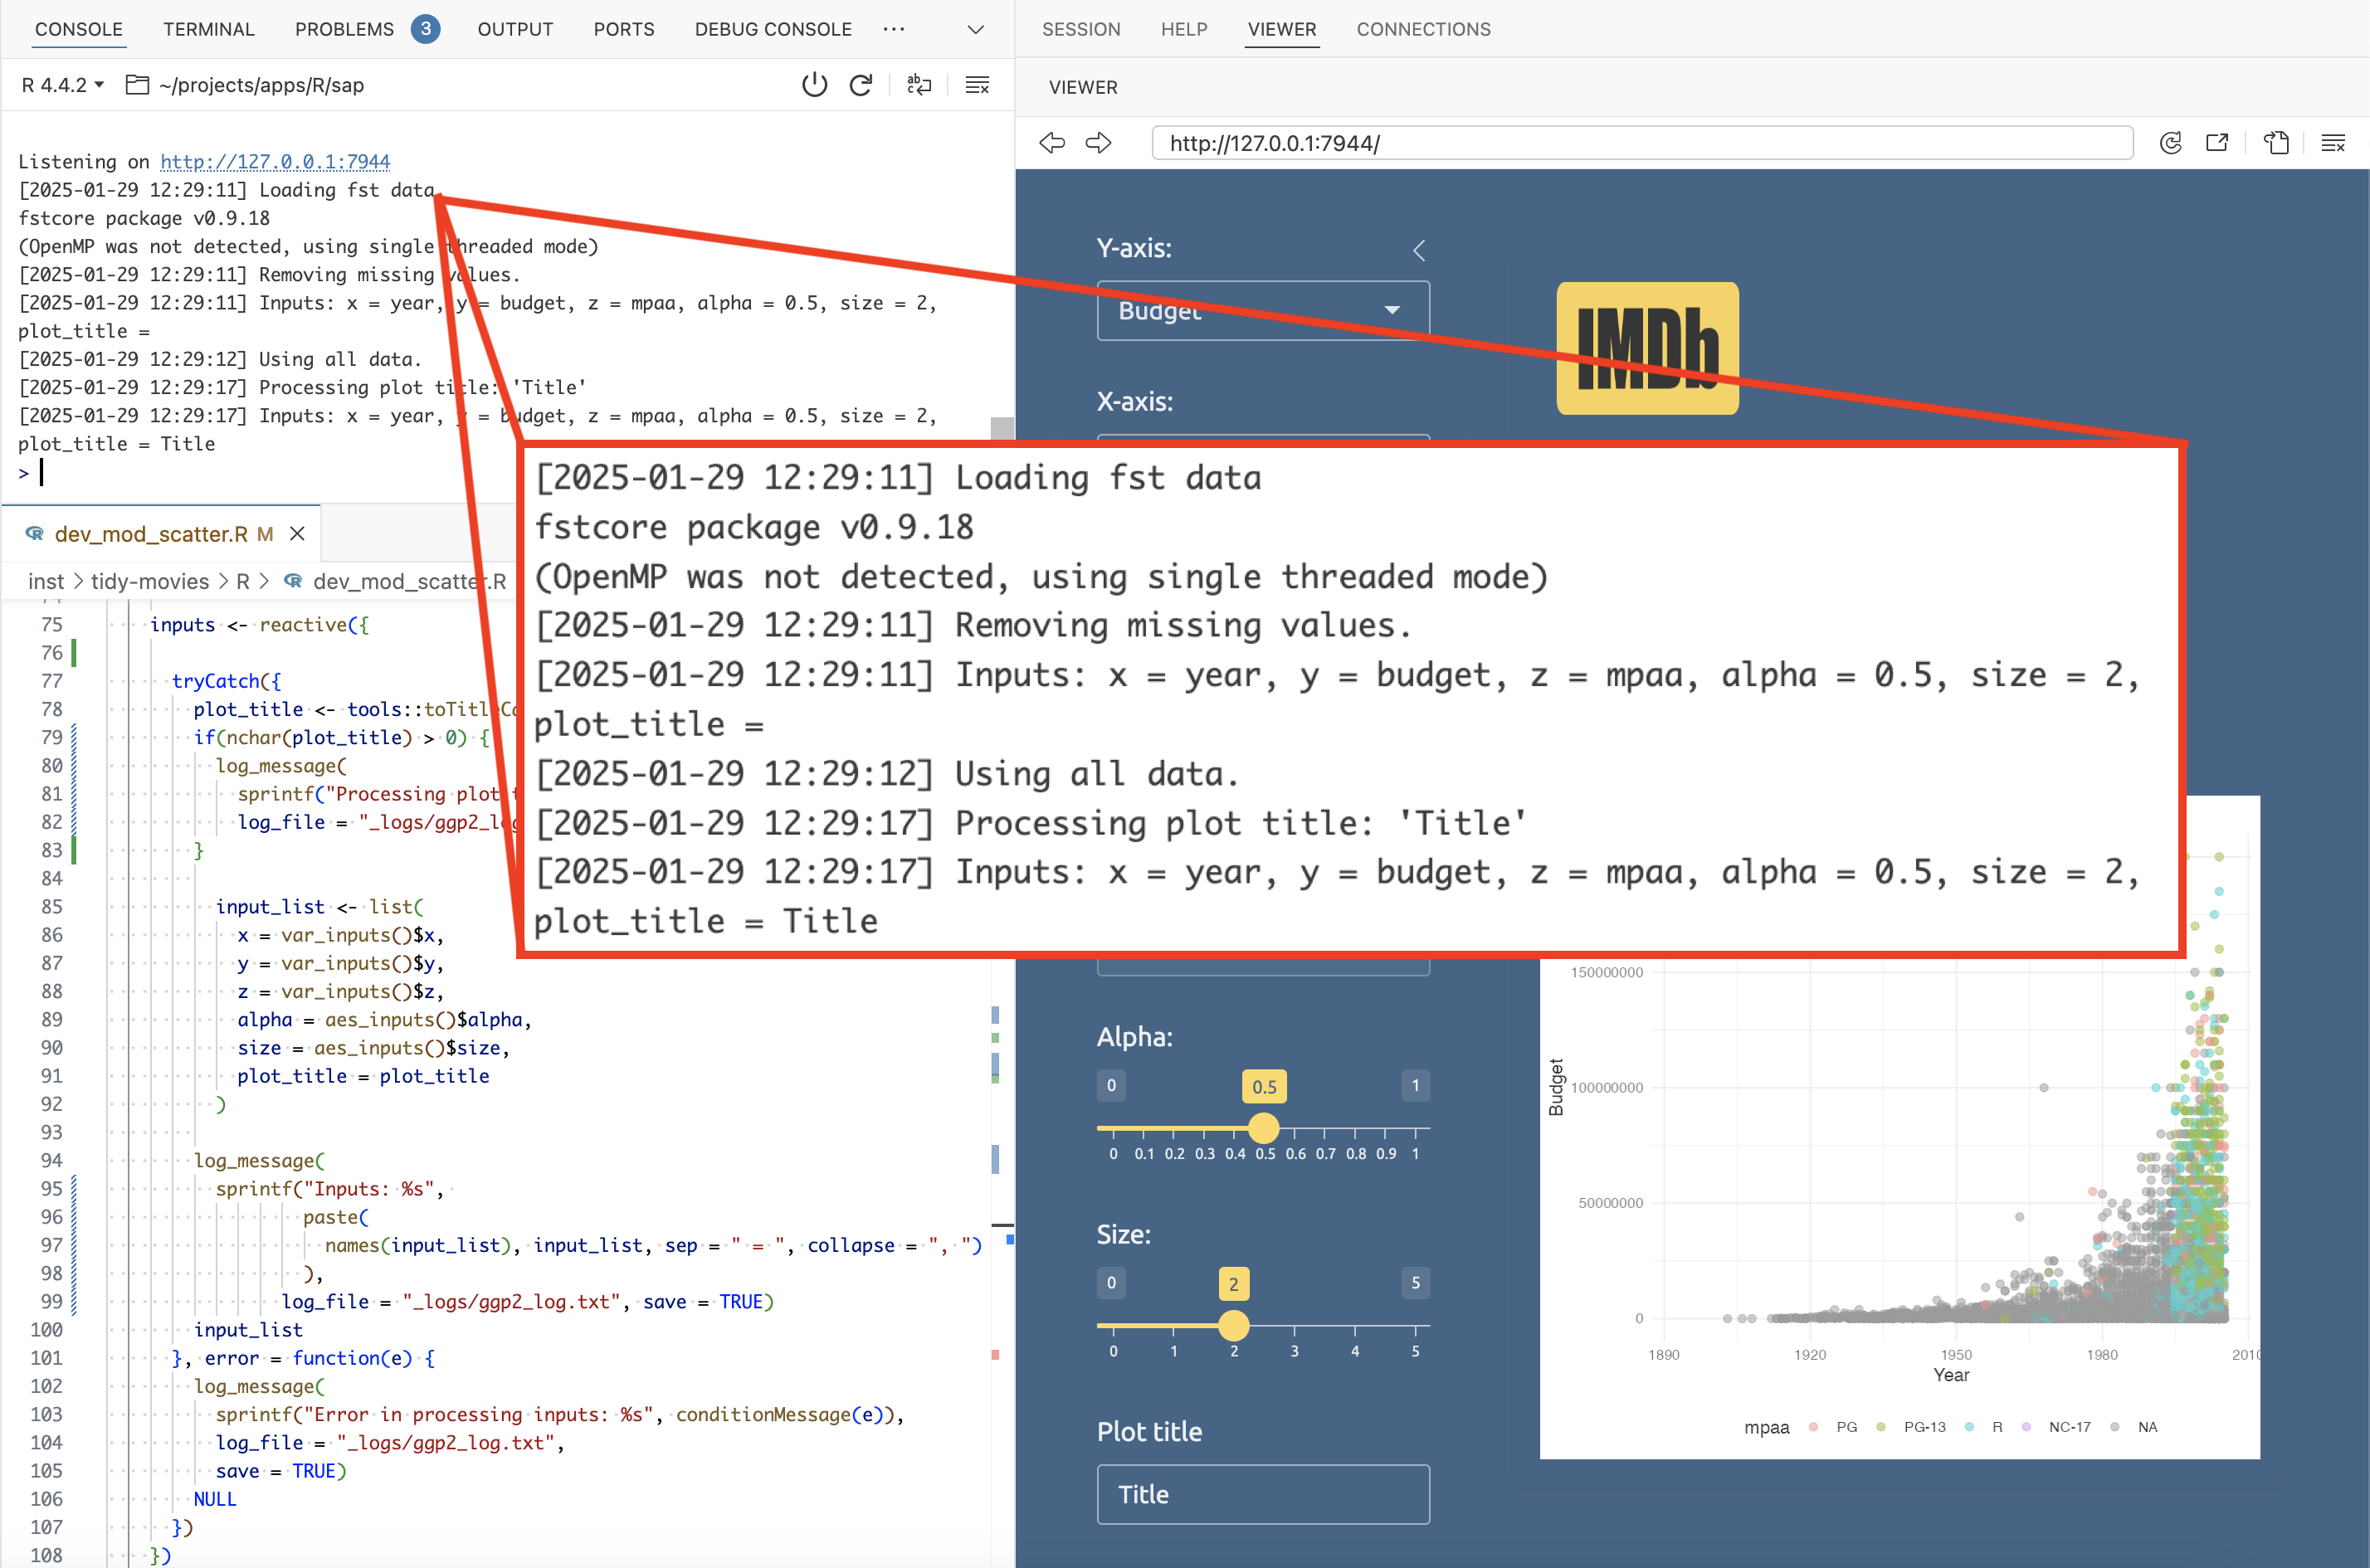 CONSOLE TERMINAL PROBLEMS 3 OUTPUT PORTS DEBUG CONSOLE ...
R 4.4.2 ~/projects/apps/R/sap
Listening on http://127.0.0.1:7944
[2025-01-29 12:29:11] Loading fst data
fstcore package v0.9.18
(OpenMP was not detected, using single threaded mode)
[2025-01-29 12:29:11] Removing missing values.
[2025-01-29 12:29:11] Inputs: x = year, y = budget, z = mpaa, alpha = 0.5, size = 2,
plot_title =
[2025-01-29 12:29:12] Using all data.
[2025-01-29 12:29:17] Processing plot title: 'Title'
[2025-01-29 12:29:17] Inputs: x = year, y = budget, z = mpaa, alpha = 0.5, size = 2,
plot_title = Title
>
dev_mod_scatter.R M
inst > tidy-movies > R > dev_mod_scatter.R
75 inputs <- reactive({
76
77 tryCatch({
78 plot_title <- tools::toTitleCa
79 if(nchar(plot_title) > 0) {
80 log_message(
81 sprintf("Processing plot t
82 log_file = "_logs/ggp2_log
83 }
84
85 input_list <- list(
86 x = var_inputs()$x,
87 y = var_inputs()$y,
88 z = var_inputs()$z,
89 alpha = aes_inputs()$alpha,
90 size = aes_inputs()$size,
91 plot_title = plot_title
92 )
93
94 log_message(
95 sprintf("Inputs: %s",
96 paste(
97 names(input_list), input_list, sep = " = ", collapse = ", ")
98 ),
99 log_file = "_logs/ggp2_log.txt", save = TRUE)
100 input_list
101 }, error = function(e) {
102 log_message(
103 sprintf("Error in processing inputs: %s", conditionMessage(e)),
104 log_file = "_logs/ggp2_log.txt",
105 save = TRUE)
106 NULL
107 })
108 })
[2025-01-29 12:29:11] Loading fst data
fstcore package v0.9.18
(OpenMP was not detected, using single threaded mode)
[2025-01-29 12:29:11] Removing missing values.
[2025-01-29 12:29:11] Inputs: x = year, y = budget, z = mpaa, alpha = 0.5, size = 2,
plot_title =
[2025-01-29 12:29:12] Using all data.
[2025-01-29 12:29:17] Processing plot title: 'Title'
[2025-01-29 12:29:17] Inputs: x = year, y = budget, z = mpaa, alpha = 0.5, size = 2,
plot_title = Title
SESSION HELP VIEWER CONNECTIONS
VIEWER
http://127.0.0.1:7944/
Y-axis:
Budget
X-axis:
IMDb
Alpha:
0 0.5 1
0 0.1 0.2 0.3 0.4 0.5 0.6 0.7 0.8 0.9 1
Size:
0 2 5
0 1 2 3 4 5
Plot title
Title
150000000
100000000
50000000
0
Budget
1890 1920 1950 1980 2010
Year
mpaa PG PG-13 R NC-17 NA